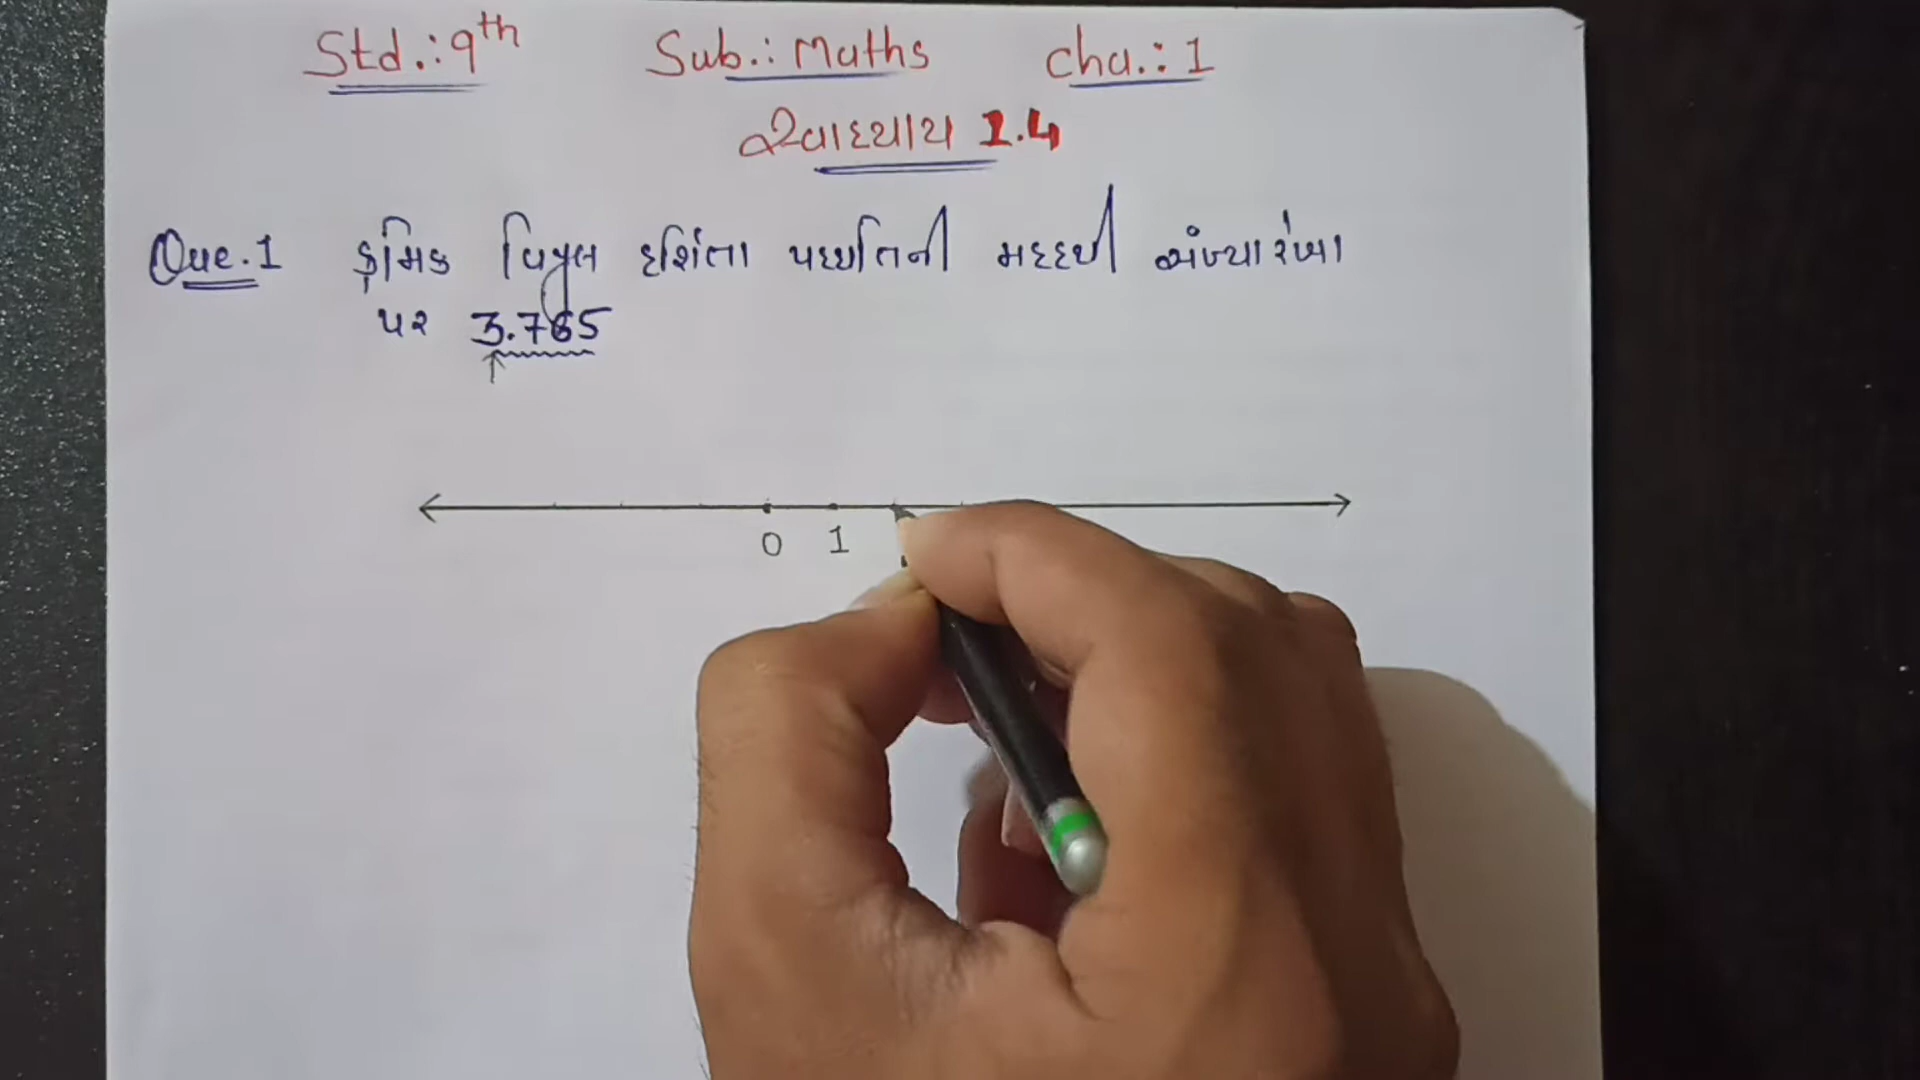 Std.:9th Sub.: Maths cha.: 1
સ્વાધ્યાય 1.4
Que.1 ક્રમિક વિપુલ દર્શિતા પધ્ધતિની મદદથી સંખ્યારેખા
પર 3.765
0 1